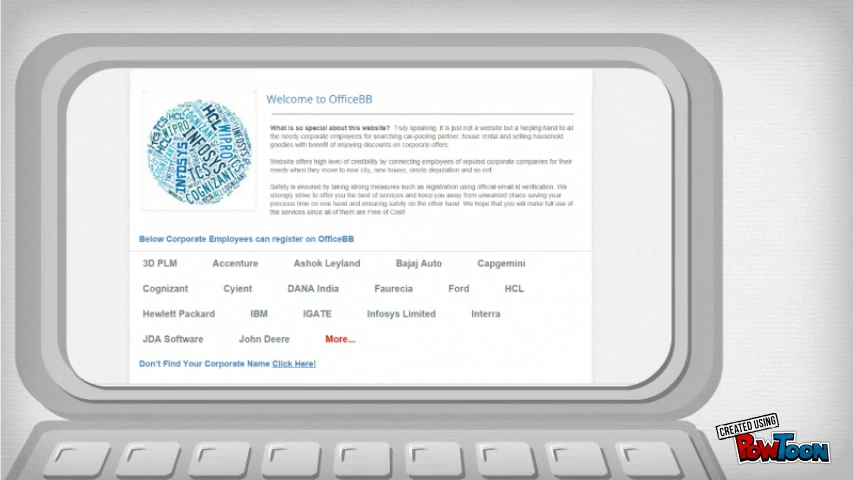 Welcome to OfficeBB
What is so special about this website? Truly speaking, it is just not a website but a helping hand to all
the needy corporate employees for searching car-pooling partner, house rental and selling household
goodies with benefit of enjoying discounts on corporate offers.
Website offers high level of credibility by connecting employees of reputed corporate companies for their
needs when they move to new city, new house, onsite deputation and so on!
Safety is ensured by taking strong measures such as registration using official email id verification. We
strongly strive to offer you the best of services and keep you away from unwanted chaos saving your
precious time on one hand and ensuring safety on the other hand. We hope that you will make full use of
the services since all of them are Free of Cost!
HCL
WIPRO
INFOSYS
INFOSYS
COGNIZANT
TCS
Below Corporate Employees can register on OfficeBB
3D PLM Accenture Ashok Leyland Bajaj Auto Capgemini
Cognizant Cyient DANA India Faurecia Ford HCL
Hewlett Packard IBM IGATE Infosys Limited Interra
JDA Software John Deere More...
Don't Find Your Corporate Name Click Here!
CREATED USING
POWTOON